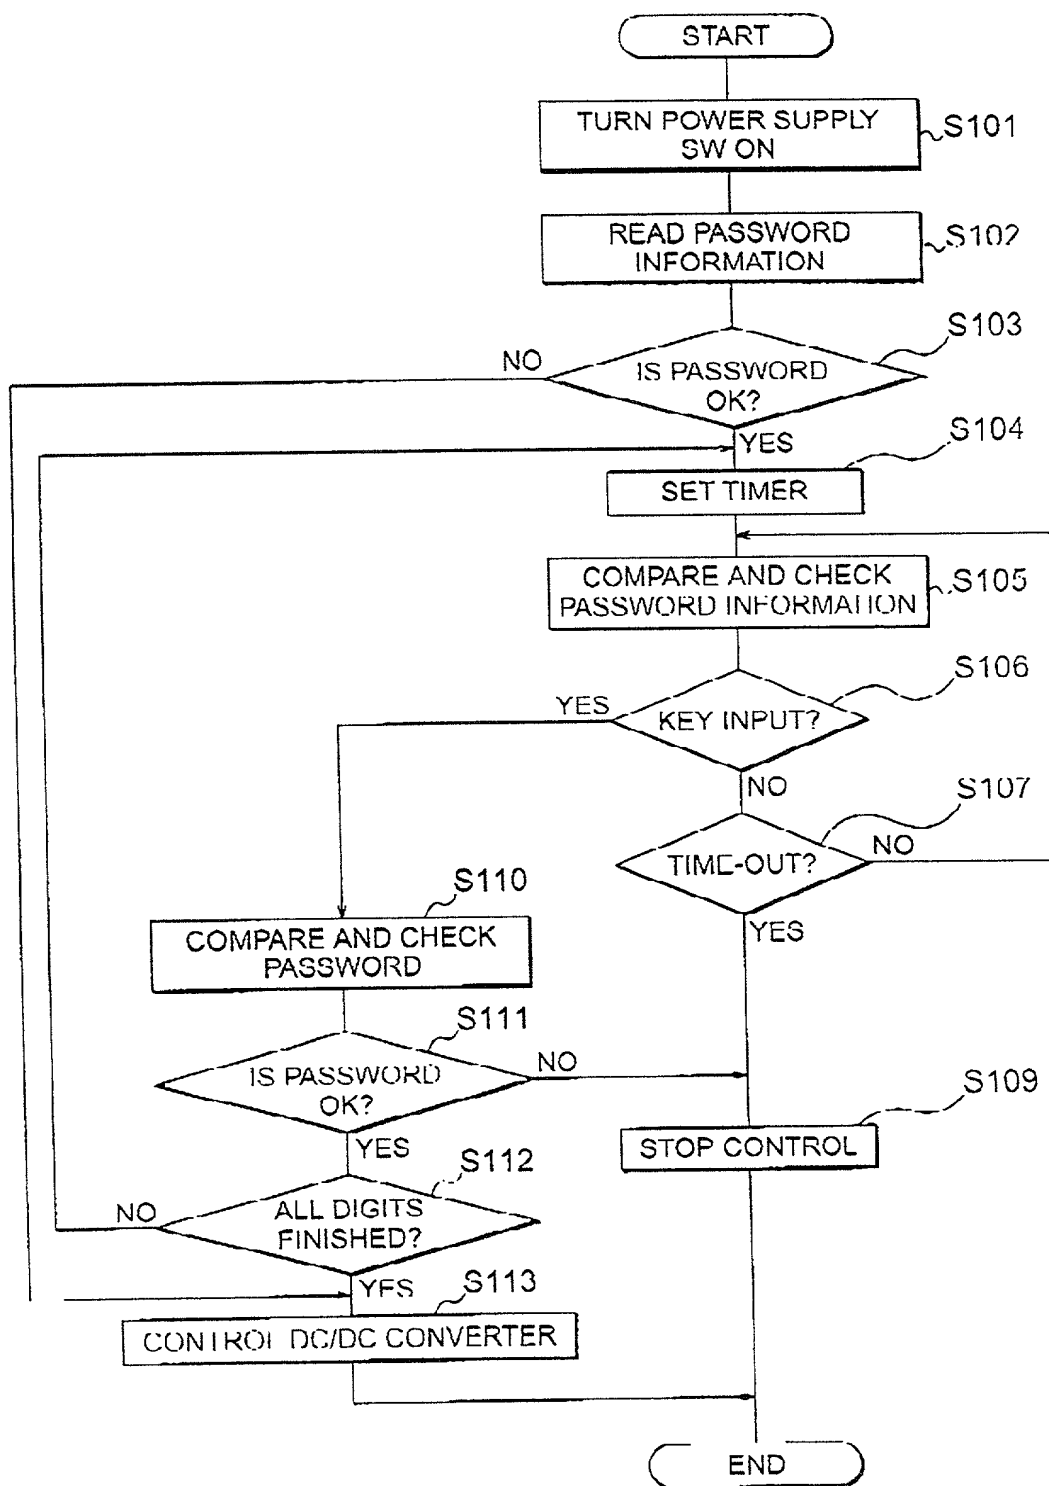 START
TURN POWER SUPPLY
SW ON
S101
READ PASSWORD
INFORMATION
S102
S103
NO
IS PASSWORD
OK?
YES
S104
SET TIMER
COMPARE AND CHECK
PASSWORD INFORMATION
S105
S106
YES
KEY INPUT?
NO
S107
TIME-OUT?
NO
YES
S110
COMPARE AND CHECK
PASSWORD
S111
IS PASSWORD
OK?
NO
YES
S109
STOP CONTROL
S112
NO
ALL DIGITS
FINISHED?
YES
S113
CONTROL DC/DC CONVERTER
END